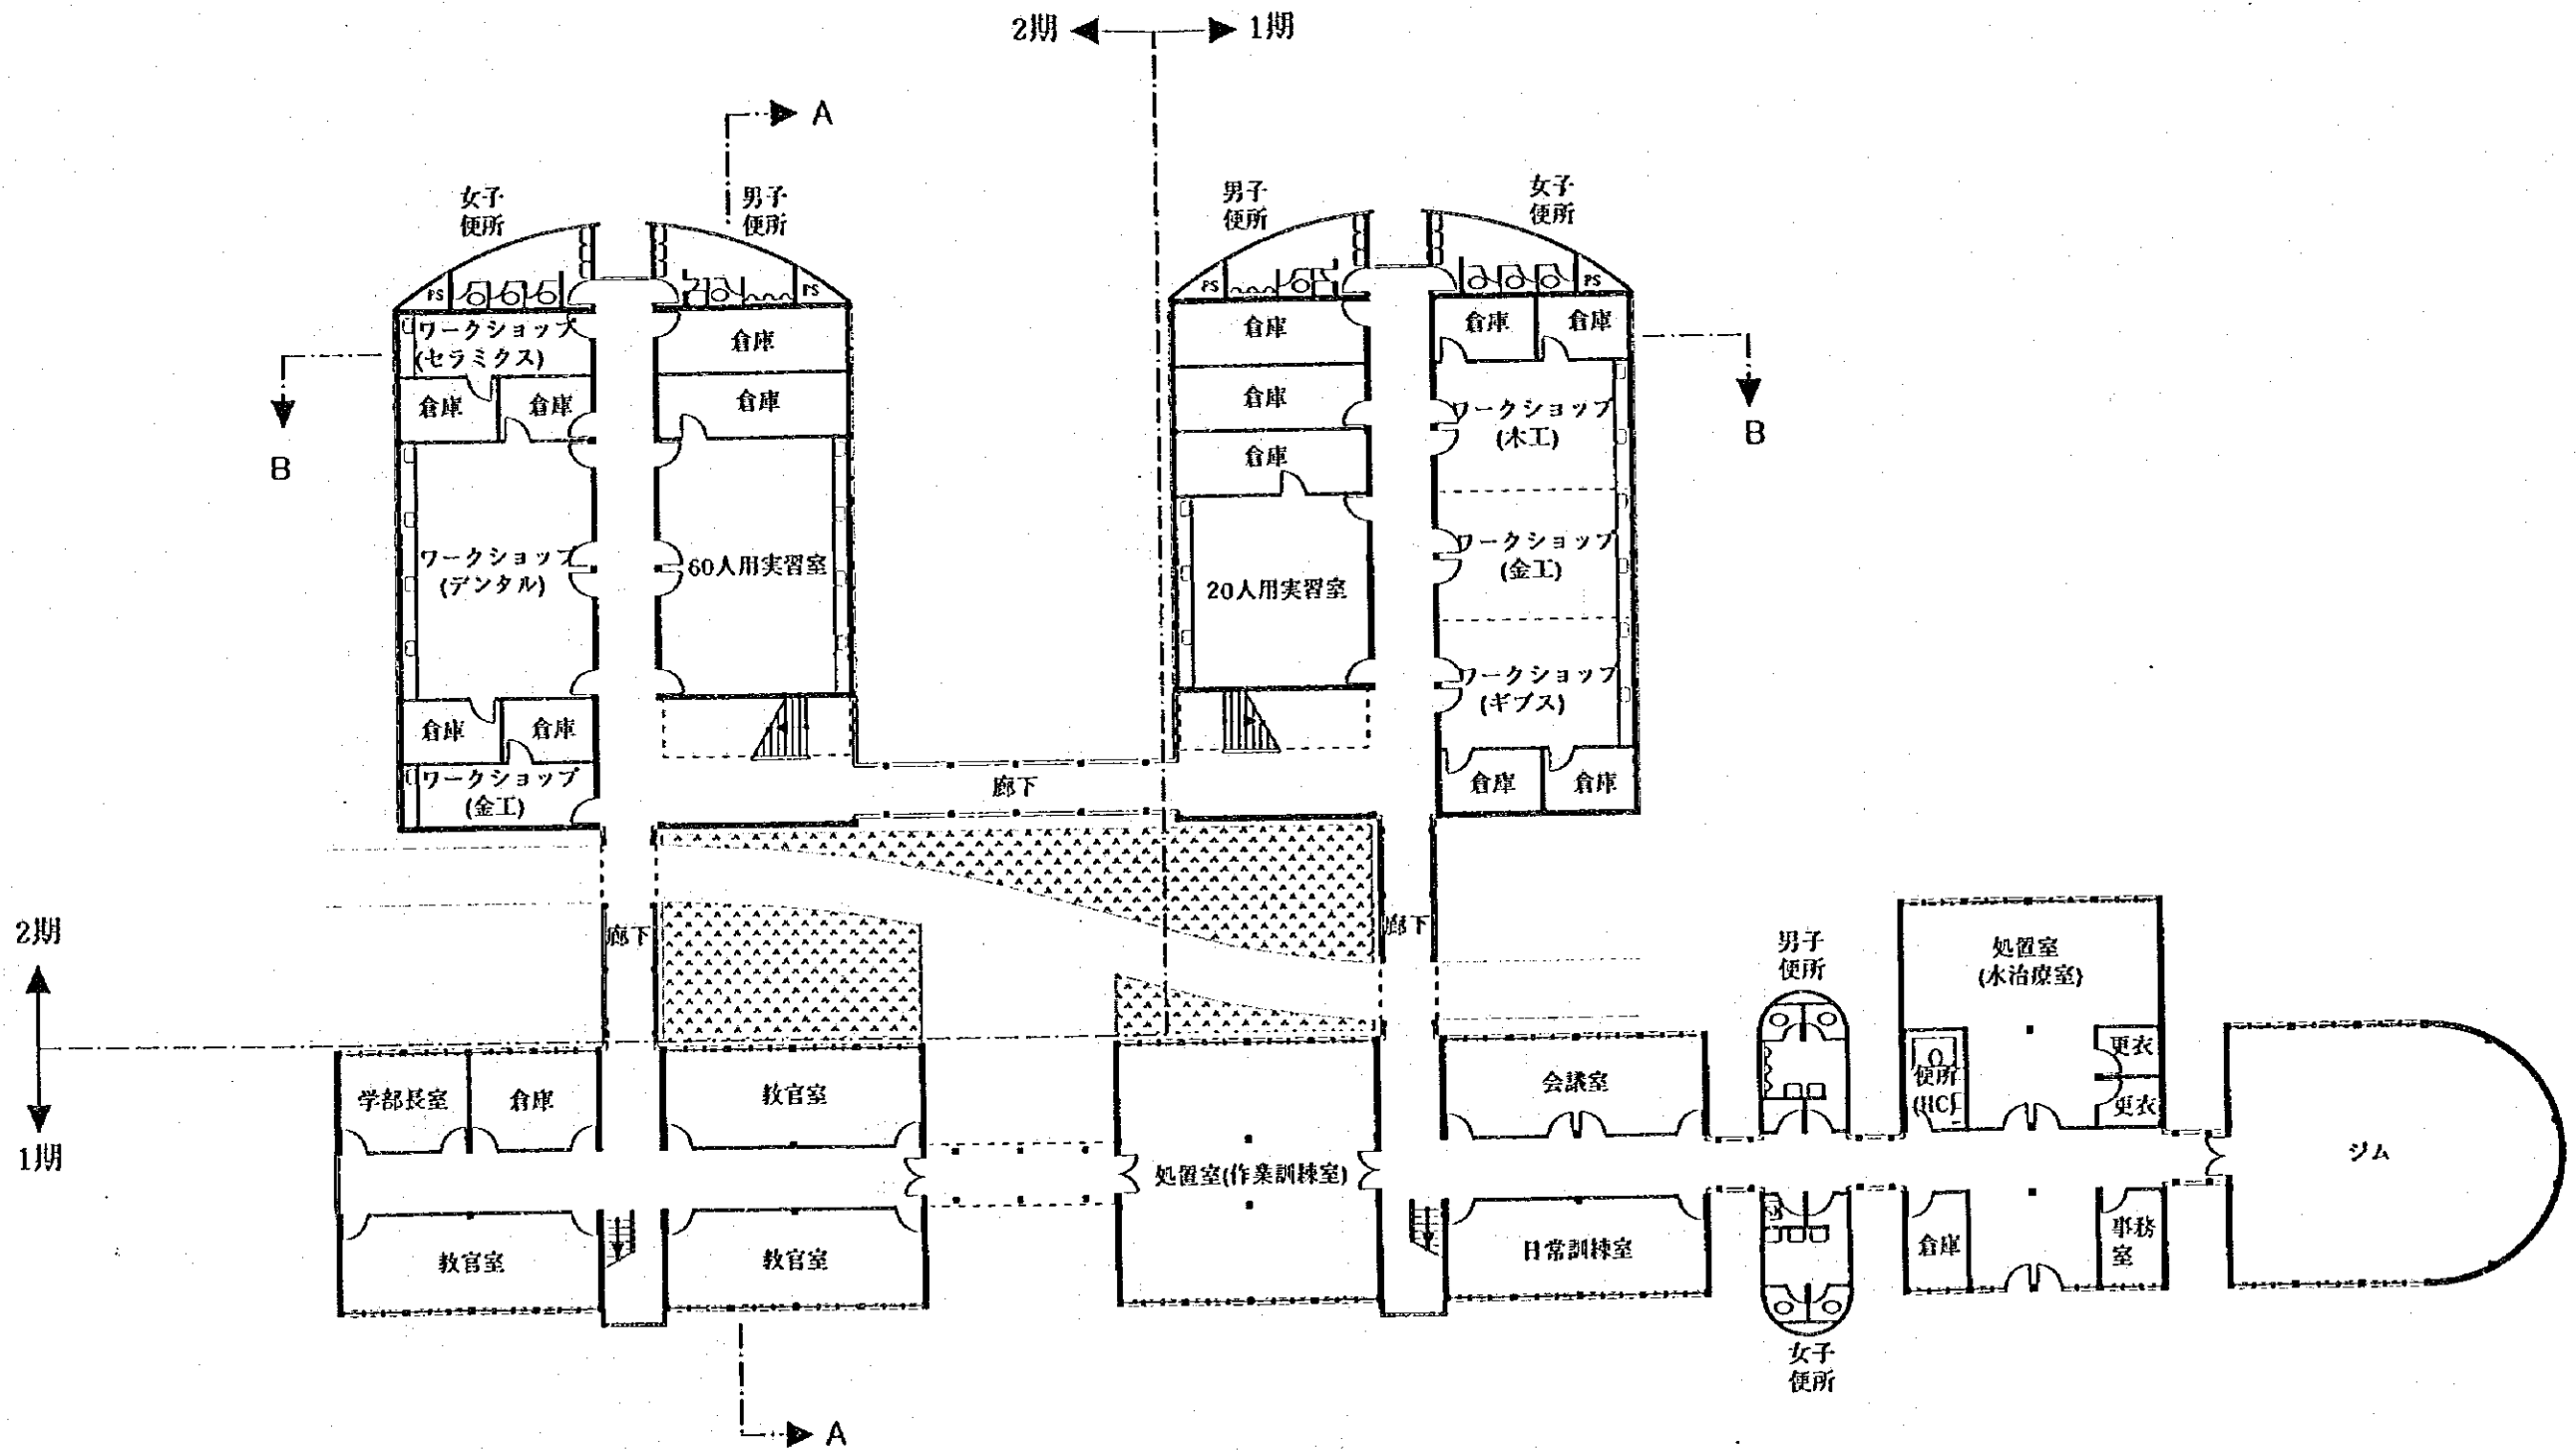 2期
1期
A
女子
便所
男子
便所
男子
便所
女子
便所
PS
PS
PS
PS
ワークショップ
(セラミクス)
倉庫
倉庫
倉庫
倉庫
B
倉庫
倉庫
倉庫
倉庫
倉庫
倉庫
ワークショップ
(木工)
B
ワークショップ
(デンタル)
60人用実習室
20人用実習室
ワークショップ
(金工)
ワークショップ
(ギブス)
倉庫
倉庫
ワークショップ
(金工)
廊下
倉庫
倉庫
2期
1期
廊下
廊下
男子
便所
処置室
(水治療室)
学部長室
倉庫
教官室
会議室
便所
(HC)
更衣
更衣
処置室(作業訓練室)
ジム
教官室
教官室
日常訓練室
倉庫
事務
室
女子
便所
A